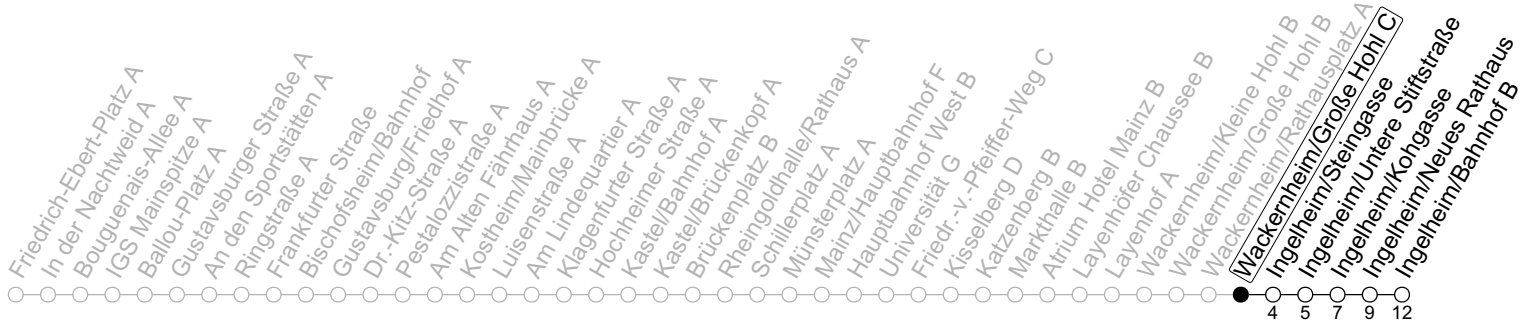 Friedrich-Ebert-Platz A
In der Nachtweid A
Bouguenais-Allee A
IGS Mainspitze A
Ballou-Platz A
Gustavsburger Straße A
An den Sportstätten A
Ringstraße A
Frankfurter Straße
Bischofsheim/Bahnhof
Gustavsburg/Friedhof A
Dr.-Kitz-Straße A
Pestalozzistraße A
Am Alten Fährhaus A
Kostheim/Mainbrücke A
Luisenstraße A
Am Lindequartier A
Klagenfurter Straße A
Hochheimer Straße A
Kastel/Bahnhof A
Kastel/Brückenkopf A
Brückenplatz B
Rheingoldhalle/Rathaus A
Schillerplatz A
Münsterplatz A
Mainz/Hauptbahnhof F
Hauptbahnhof West B
Universität G
Friedr.-v.-Pfeiffer-Weg C
Kisselberg D
Katzenberg B
Markthalle B
Atrium Hotel Mainz B
Layenhöfer Chaussee B
Layenhof A
Wackernheim/Kleine Hohl B
Wackernheim/Große Hohl B
Wackernheim/Rathausplatz A
Wackernheim/Große Hohl C
Ingelheim/Steingasse
Ingelheim/Untere Stiftstraße
Ingelheim/Kohgasse
Ingelheim/Neues Rathaus
Ingelheim/Bahnhof B
4 5 7 9 12